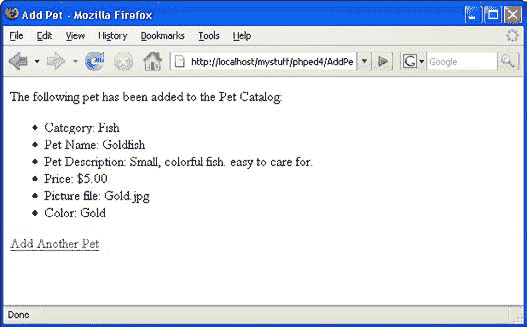 Add Pet - Mozilla Firefox
File Edit View History Bookmarks Tools Help
http://localhost/mystuff/phped4/AddPe
G Google
The following pet has been added to the Pet Catalog:
• Category: Fish
• Pet Name: Goldfish
• Pet Description: Small, colorful fish. easy to care for.
• Price: $5.00
• Picture file: Gold.jpg
• Color: Gold
Add Another Pet
Done